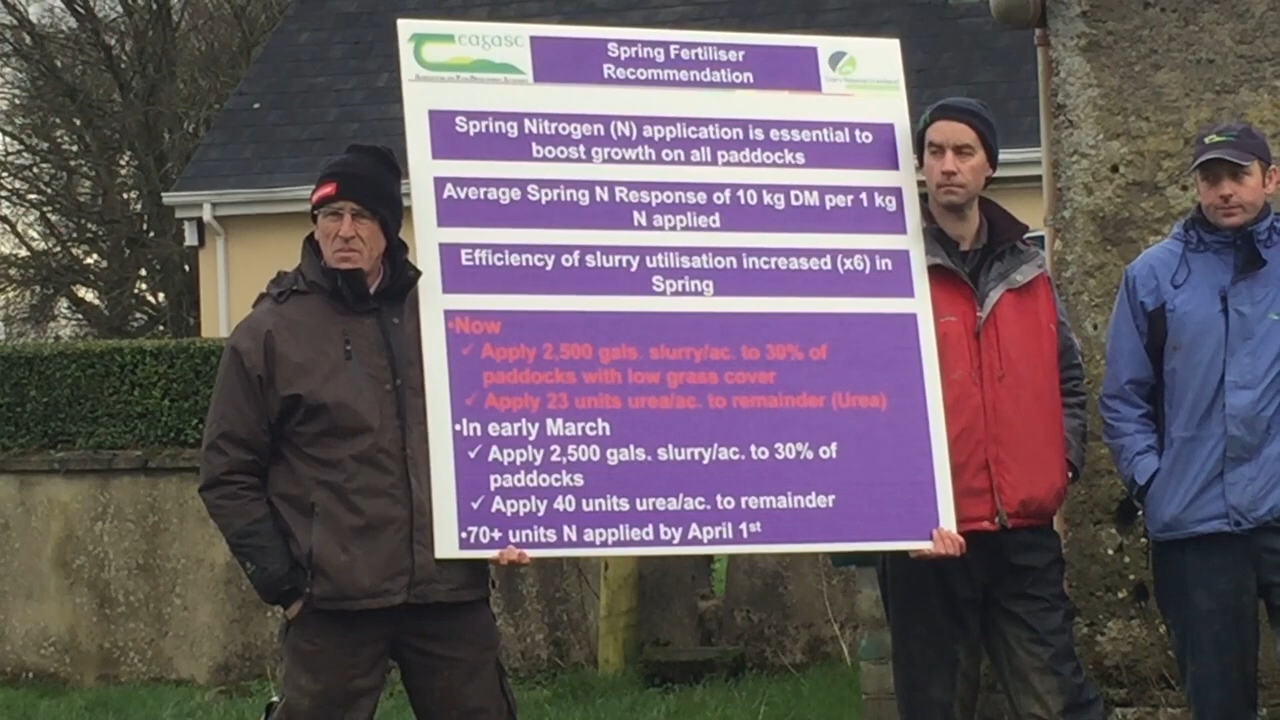 eagasc
Spring Fertiliser
Recommendation
Spring Nitrogen (N) application is essential to
boost growth on all paddocks
Average Spring N Response of 10 kg DM per 1 kg
N applied
Efficiency of slurry utilisation increased (x6) in
Spring
•Now
✓ Apply 2,500 gals. slurry/ac. to 30% of
paddocks with low grass cover
✓ Apply 23 units urea/ac. to remainder (Urea)
•In early March
✓ Apply 2,500 gals. slurry/ac. to 30% of
paddocks
✓ Apply 40 units urea/ac. to remainder
•70+ units N applied by April 1st